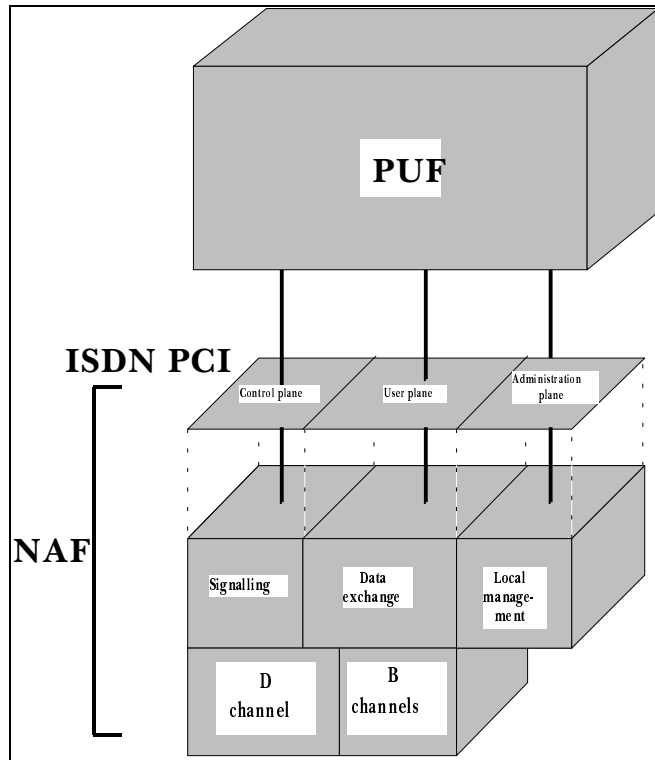 PUF
ISDN PCI
Control plane
User plane
Administration
plane
NAF
Signalling
Data
exchange
Local
manage-
ment
D
channel
B
channels